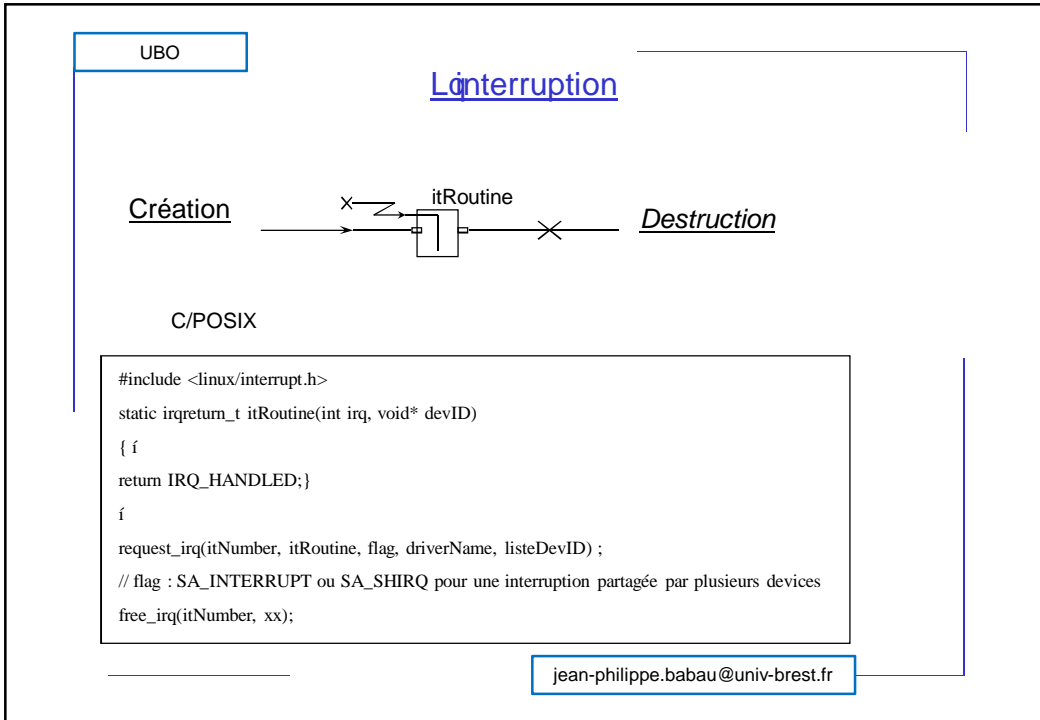 UBO
L'interruption
Création
itRoutine
Destruction
C/POSIX
#include <linux/interrupt.h>
static irqreturn_t itRoutine(int irq, void* devID)
{ í
return IRQ_HANDLED;}
í
request_irq(itNumber, itRoutine, flag, driverName, listeDevID) ;
// flag : SA_INTERRUPT ou SA_SHIRQ pour une interruption partagée par plusieurs devices
free_irq(itNumber, xx);
jean-philippe.babau@univ-brest.fr